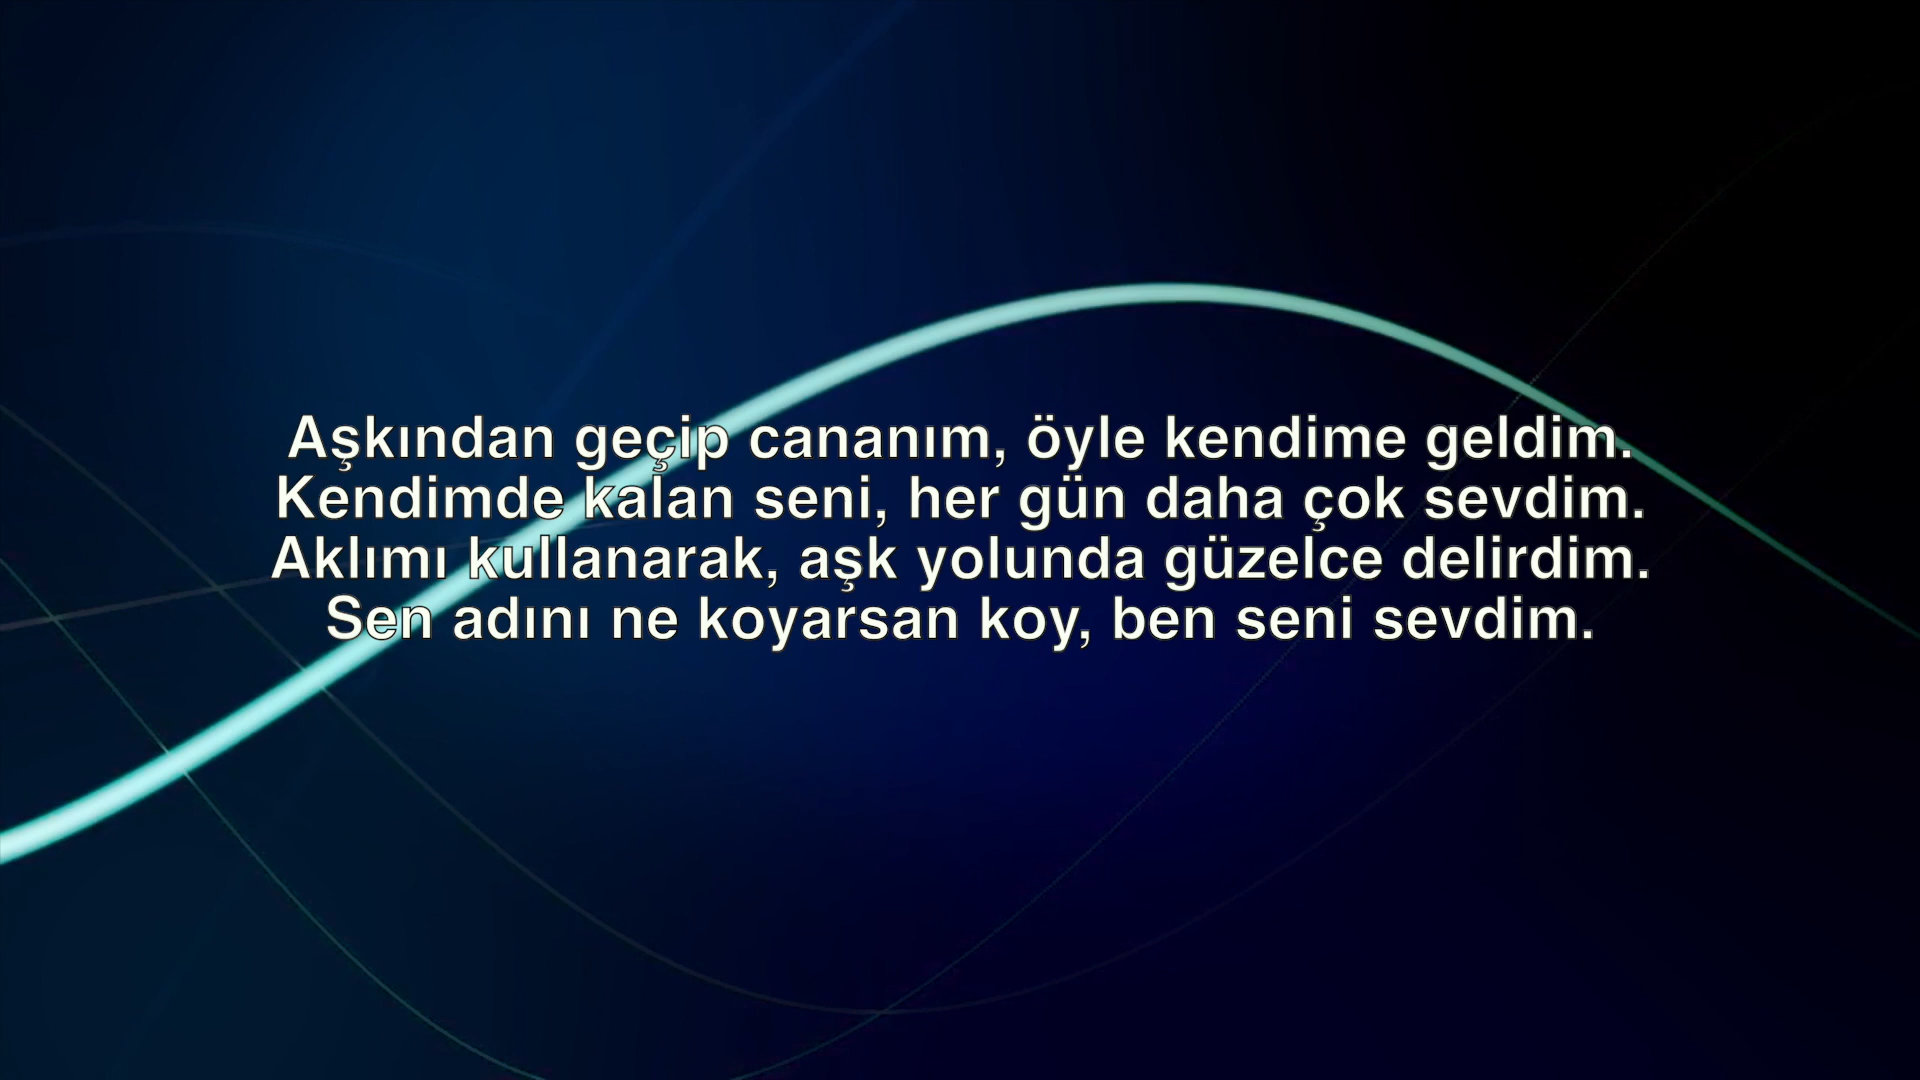 Aşkından geçip cananım, öyle kendime geldim.
Kendimde kalan seni, her gün daha çok sevdim.
Aklımı kullanarak, aşk yolunda güzelce delirdim.
Sen adını ne koyarsan koy, ben seni sevdim.